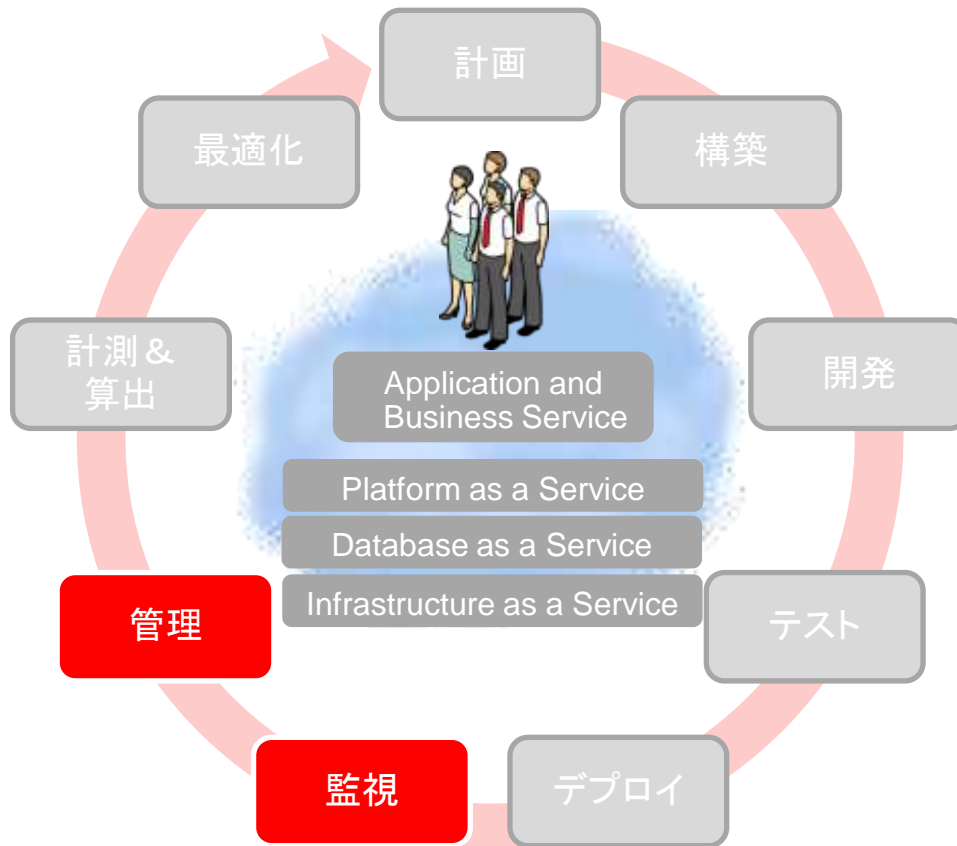 計画
構築
開発
テスト
デプロイ
監視
管理
計測＆
算出
最適化
Application and
Business Service
Platform as a Service
Database as a Service
Infrastructure as a Service